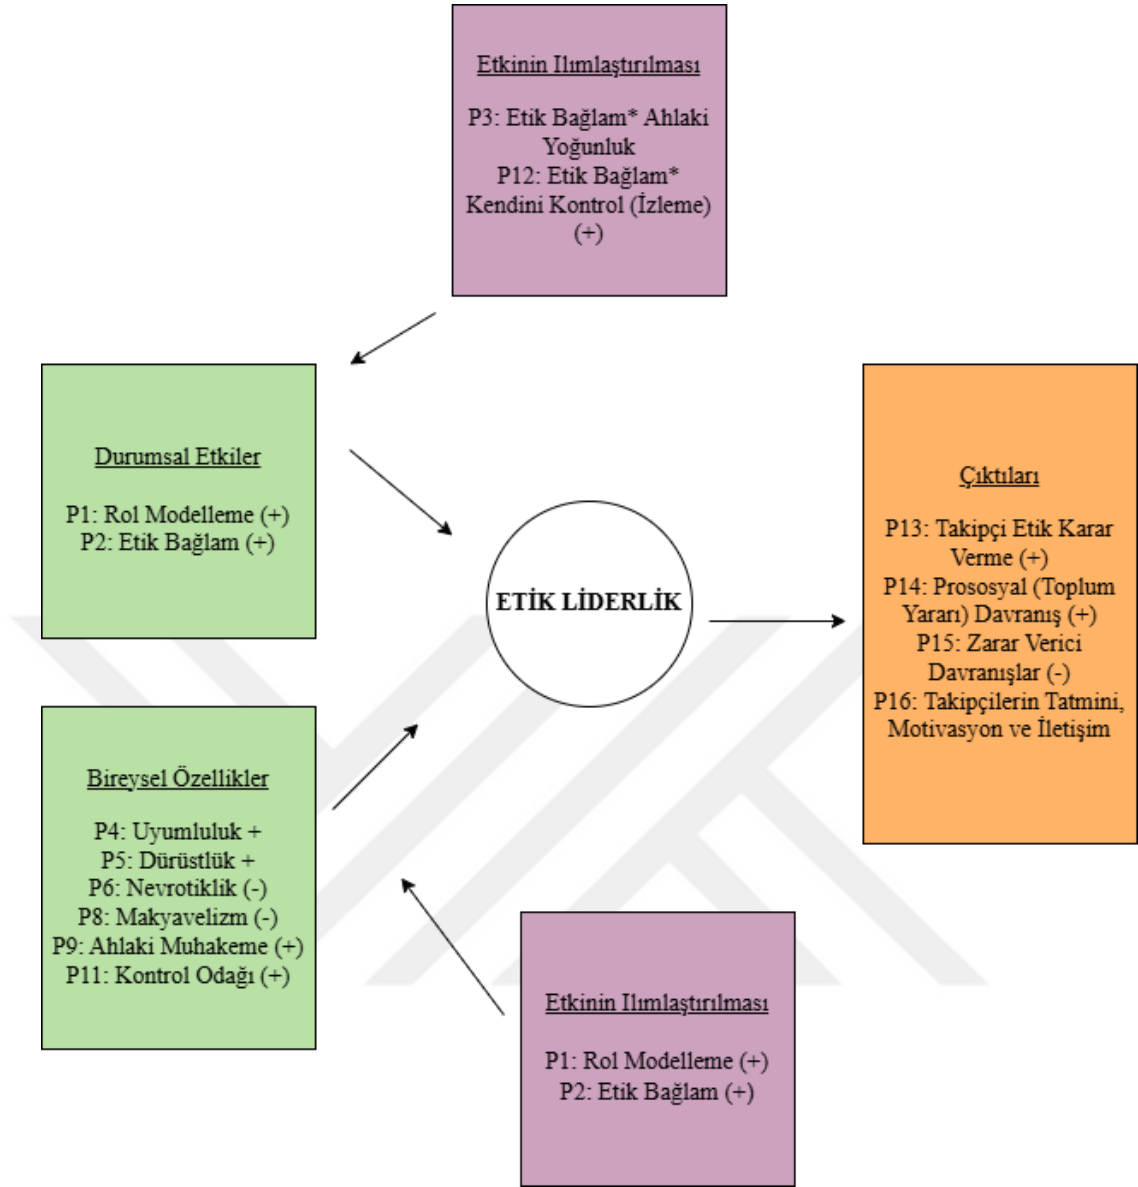 Etkinin Ilımlaştırılması
P3: Etik Bağlam* Ahlaki
Yoğunluk
P12: Etik Bağlam*
Kendini Kontrol (İzleme)
(+)
Durumsal Etkiler
P1: Rol Modelleme (+)
P2: Etik Bağlam (+)
ETİK LİDERLİK
Çıktıları
P13: Takipçi Etik Karar
Verme (+)
P14: Prososyal (Toplum
Yararı) Davranış (+)
P15: Zarar Verici
Davranışlar (-)
P16: Takipçilerin Tatmini,
Motivasyon ve İletişim
Bireysel Özellikler
P4: Uyumluluk +
P5: Dürüstlük +
P6: Nevrotiklik (-)
P8: Makyavelizm (-)
P9: Ahlaki Muhakeme (+)
P11: Kontrol Odağı (+)
Etkinin Ilımlaştırılması
P1: Rol Modelleme (+)
P2: Etik Bağlam (+)